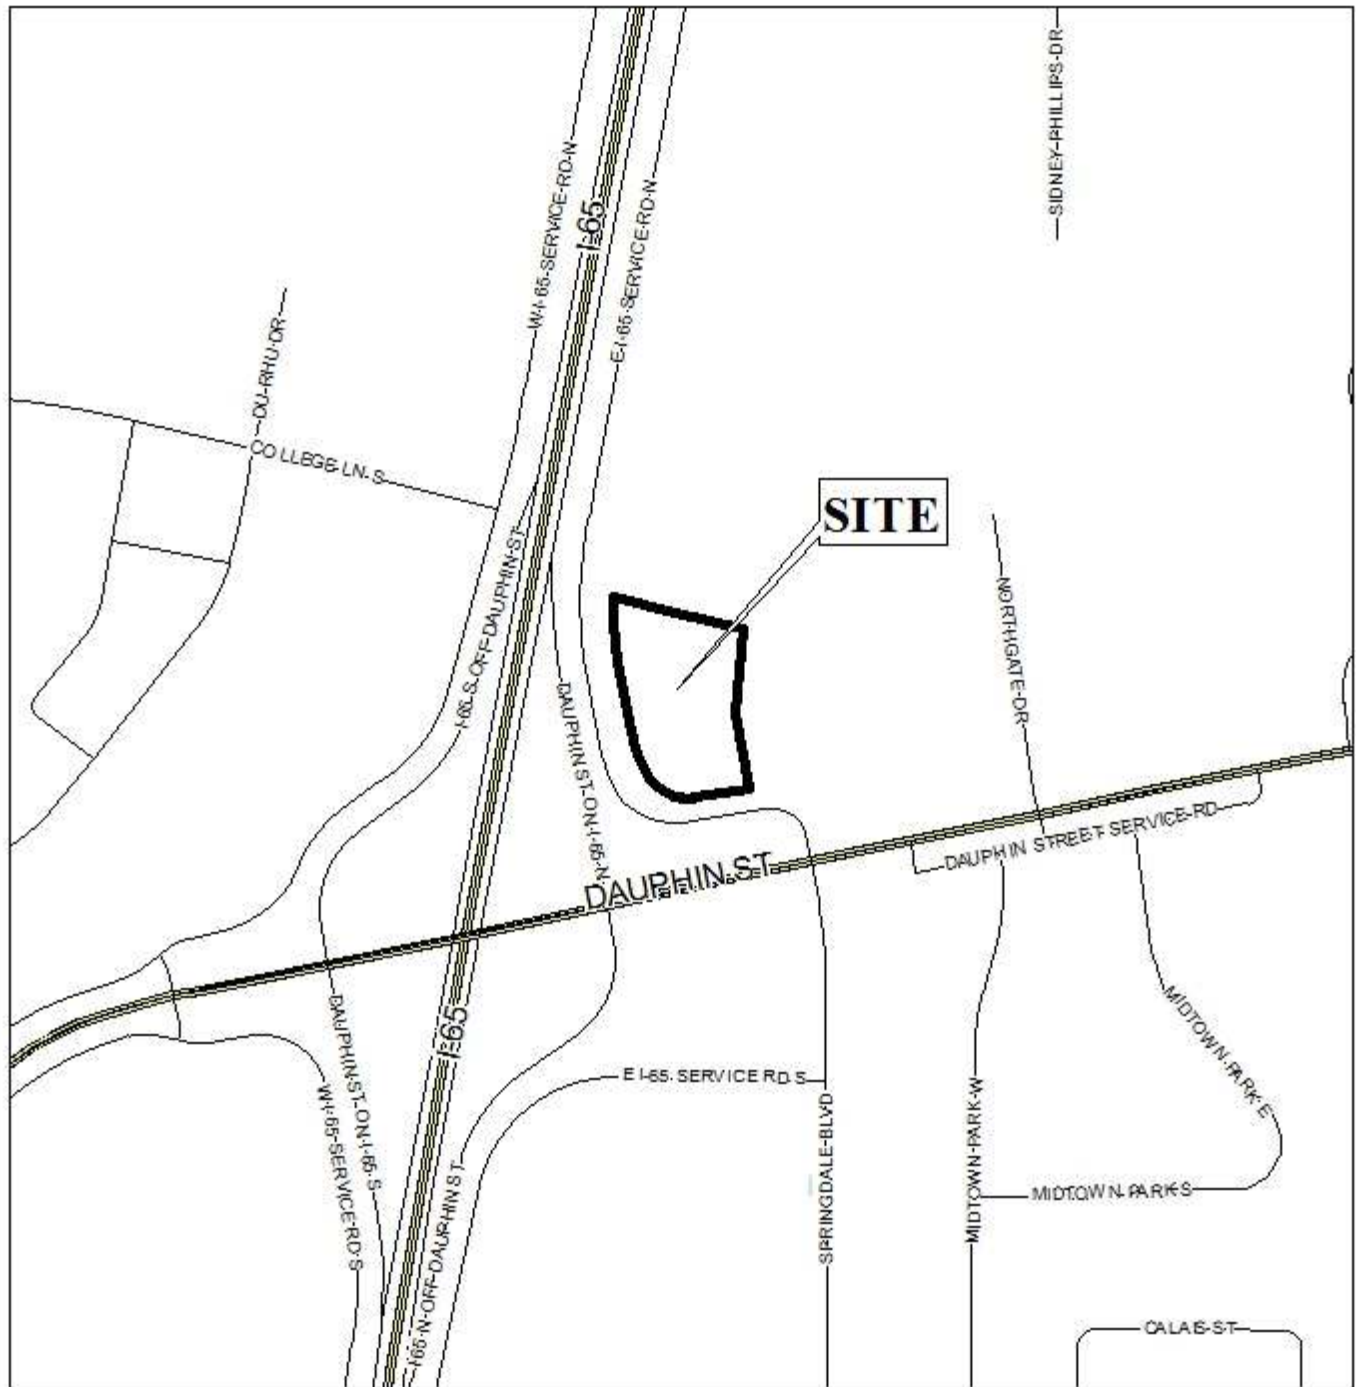 SIDNEY PHILLIPS DR
W I-65 SERVICE RD N
I-65
E I-65 SERVICE RD N
DU RHU DR
COLLEGE LN S
SITE
I-65 S OFF DAUPHIN ST
NORTHGATE DR
DAUPHIN ST ON I-65 N
DAUPHIN ST
DAUPHIN STREET SERVICE RD
DAUPHIN ST ON I-65 S
I-65
MIDTOWN PARK E
W I-65 SERVICE RD S
E I-65 SERVICE RD S
SPRINGDALE BLVD
MIDTOWN PARK W
MIDTOWN PARK S
I-65 N OFF DAUPHIN ST
CALAIS ST